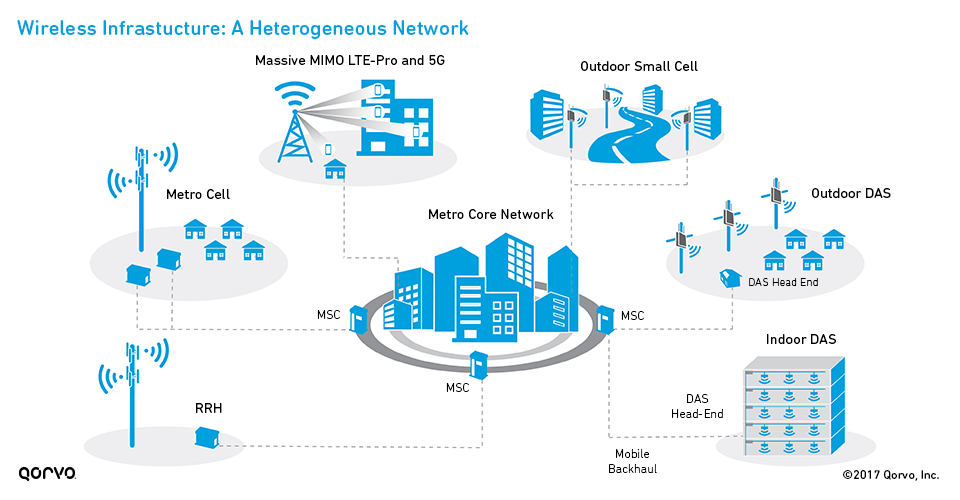 Wireless Infrastucture: A Heterogeneous Network
Massive MIMO LTE-Pro and 5G
Outdoor Small Cell
Metro Cell
Outdoor DAS
Metro Core Network
DAS Head End
MSC
MSC
Indoor DAS
MSC
RRH
DAS
Head-End
Mobile
Backhaul
QORVO
©2017 Qorvo, Inc.